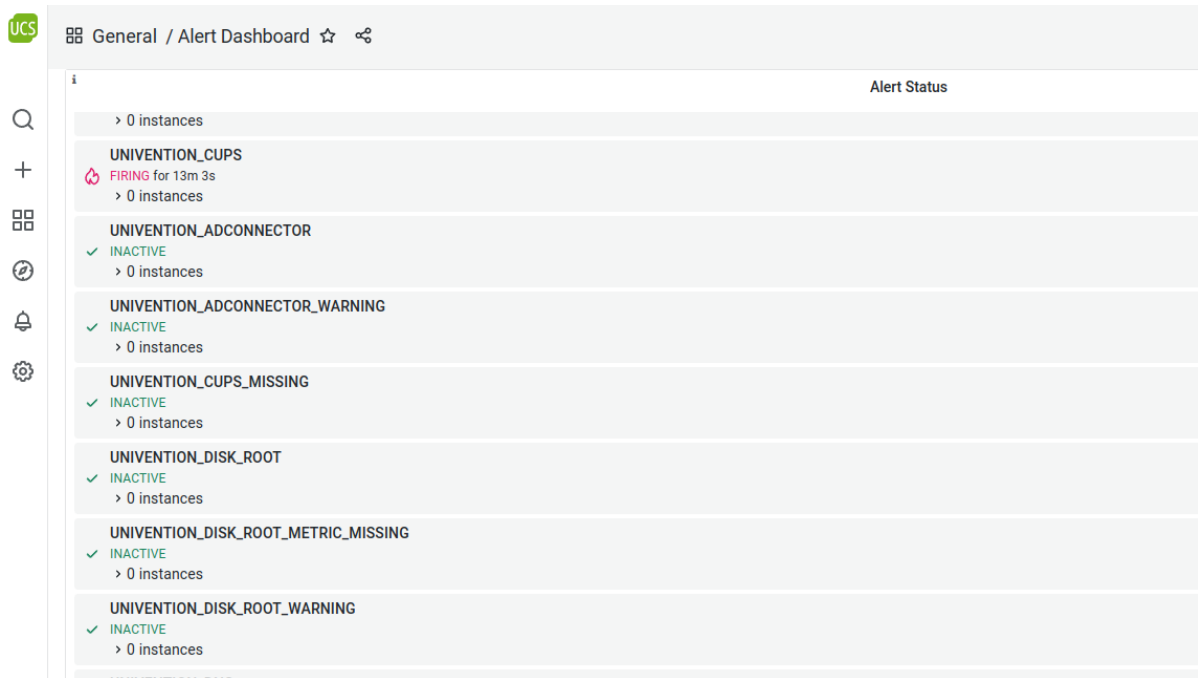 UCS
General / Alert Dashboard
i
Alert Status
> 0 instances
UNIVENTION_CUPS
FIRING for 13m 3s
> 0 instances
UNIVENTION_ADCONNECTOR
INACTIVE
> 0 instances
UNIVENTION_ADCONNECTOR_WARNING
INACTIVE
> 0 instances
UNIVENTION_CUPS_MISSING
INACTIVE
> 0 instances
UNIVENTION_DISK_ROOT
INACTIVE
> 0 instances
UNIVENTION_DISK_ROOT_METRIC_MISSING
INACTIVE
> 0 instances
UNIVENTION_DISK_ROOT_WARNING
INACTIVE
> 0 instances